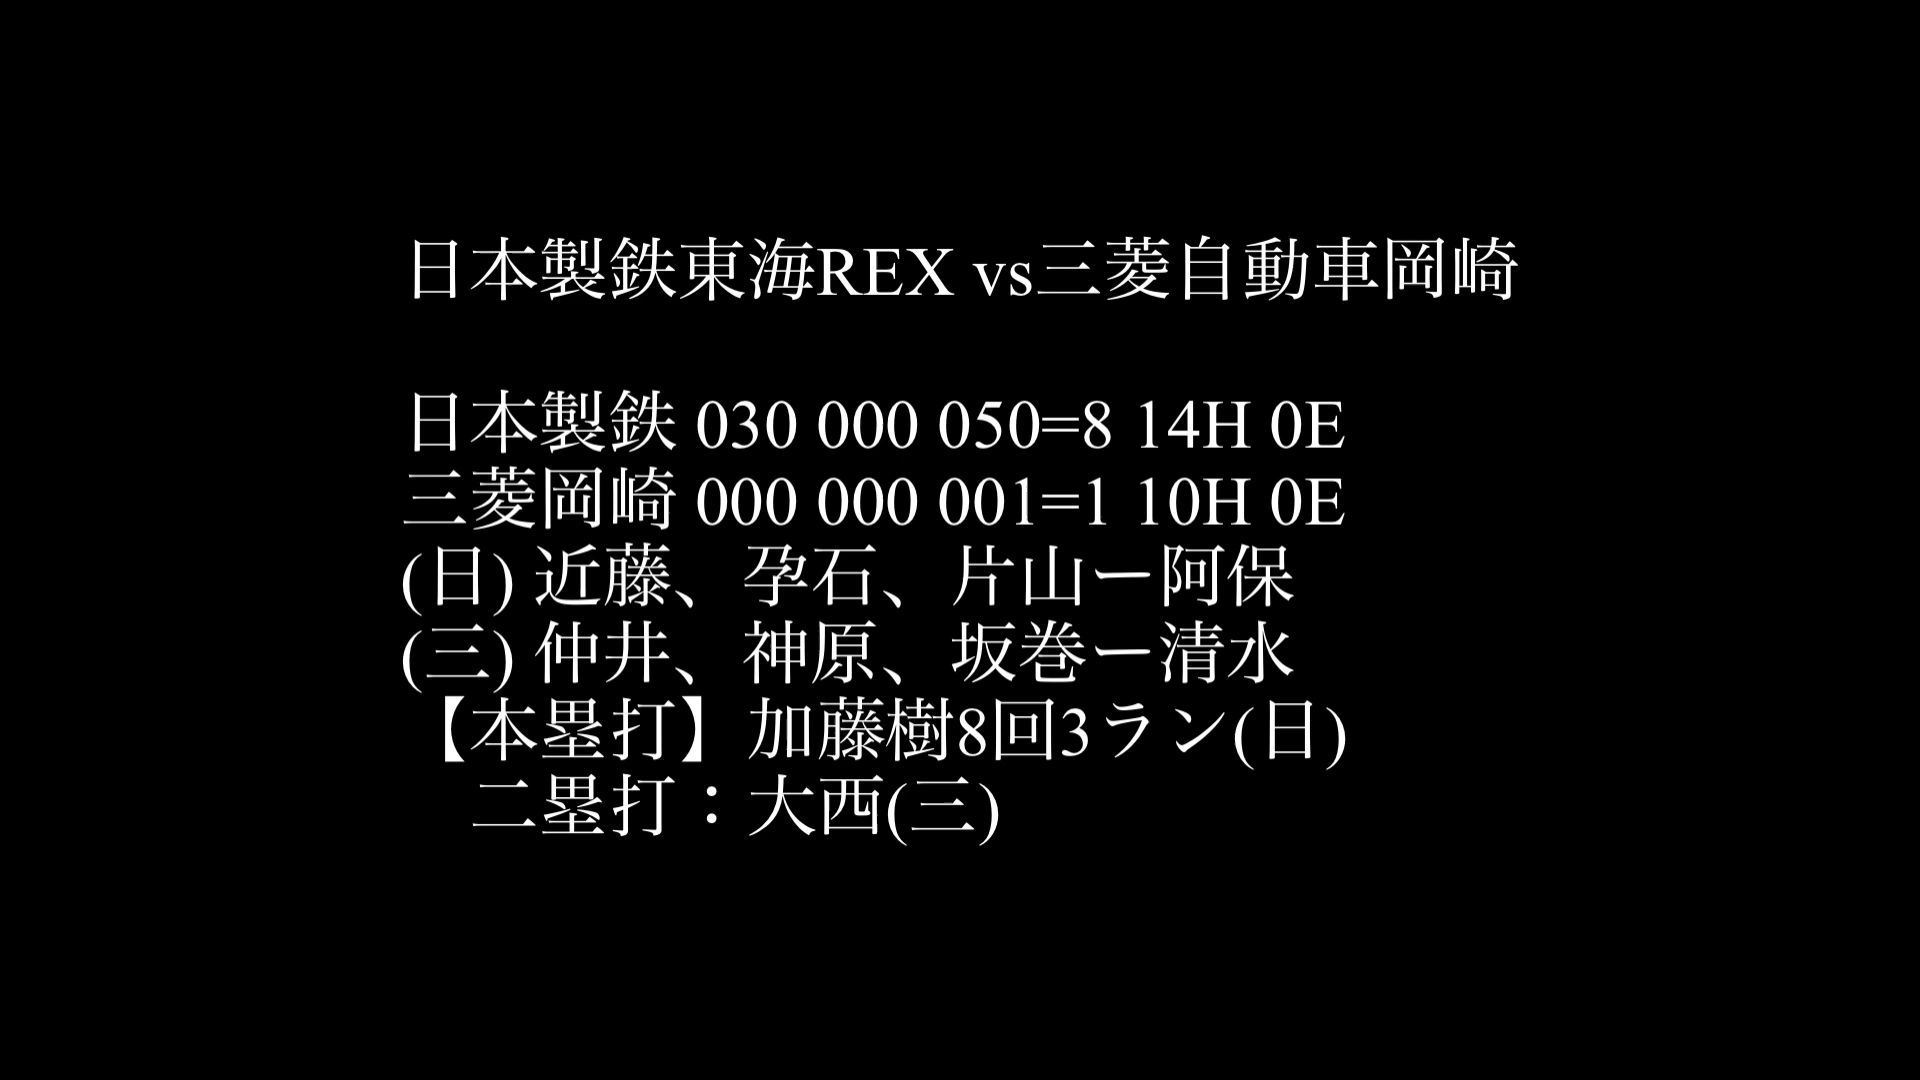 日本製鉄東海REX vs三菱自動車岡崎
日本製鉄 030 000 050=8 14H 0E
三菱岡崎 000 000 001=1 10H 0E
(日) 近藤、孕石、片山ー阿保
(三) 仲井、神原、坂巻ー清水
【本塁打】加藤樹8回3ラン(日)
　二塁打：大西(三)